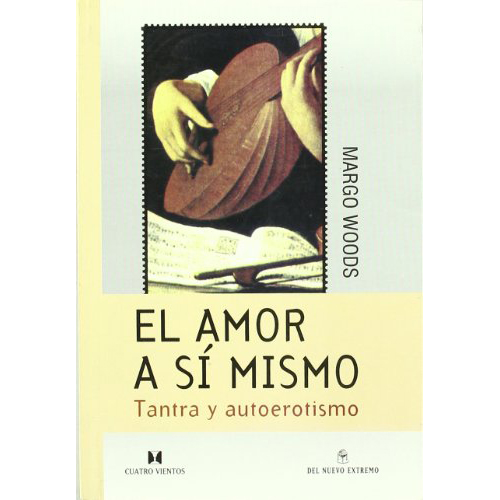 MARGO WOODS
EL AMOR
A SÍ MISMO
Tantra y autoerotismo
CUATRO VIENTOS
DEL NUEVO EXTREMO